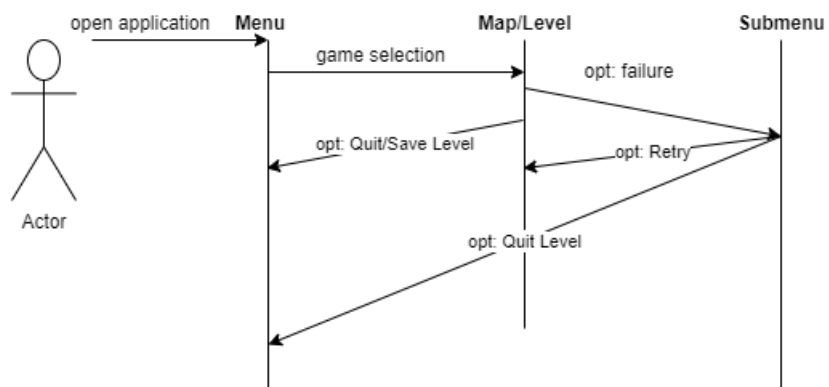 open application
Menu
Map/Level
Submenu
game selection
opt: failure
opt: Quit/Save Level
opt: Retry
Actor
opt: Quit Level